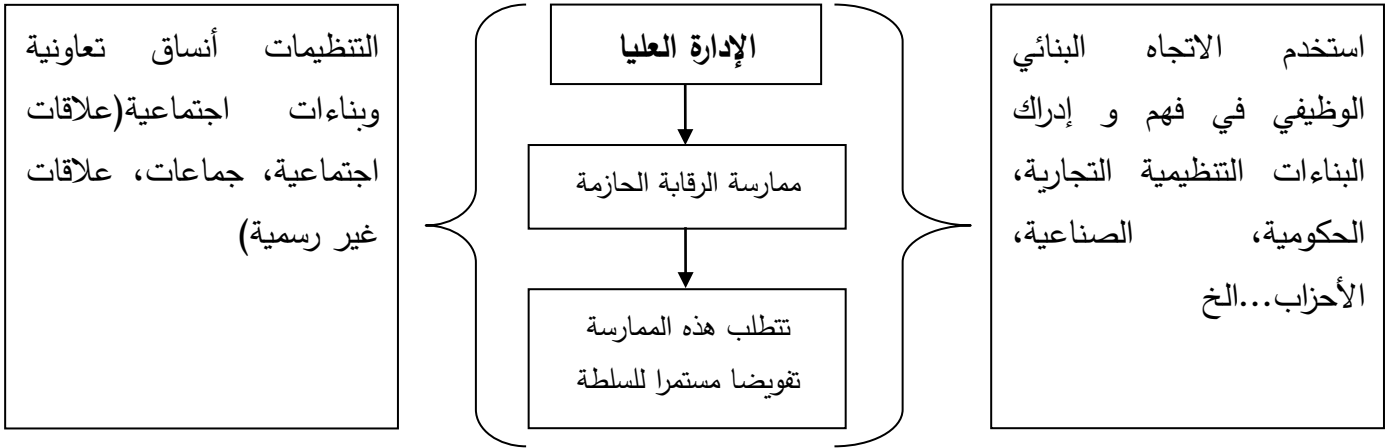 استخدم الاتجاه البنائي
الوظيفي في فهم و إدراك
البناءات التنظيمية التجارية،
الحكومية، الصناعية،
الأحزاب...الخ
الإدارة العليا
ممارسة الرقابة الحازمة
تتطلب هذه الممارسة
تفويضا مستمرا للسلطة
التنظيمات أنساق تعاونية
وبناءات اجتماعية(علاقات
اجتماعية، جماعات، علاقات
غير رسمية)